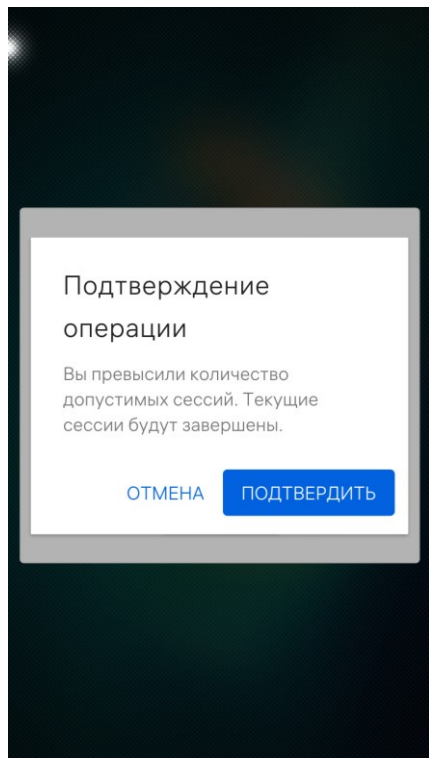 Подтверждение
операции
Вы превысили количество
допустимых сессий. Текущие
сессии будут завершены.
ОТМЕНА ПОДТВЕРДИТЬ